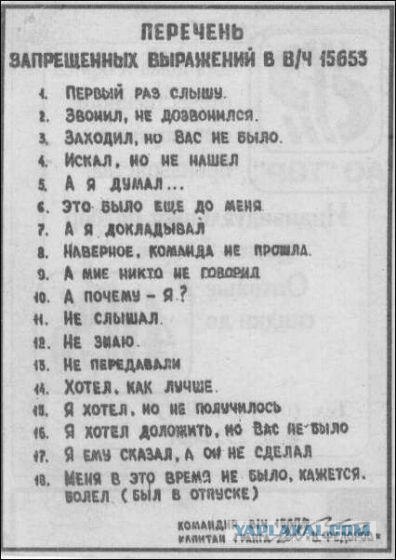 ПЕРЕЧЕНЬ
ЗАПРЕЩЕННЫХ ВЫРАЖЕНИЙ В В/Ч 15653
1. ПЕРВЫЙ РАЗ СЛЫШУ.
2. ЗВОНИЛ, НЕ ДОЗВОНИЛСЯ.
3. ЗАХОДИЛ, НО ВАС НЕ БЫЛО.
4. ИСКАЛ, НО НЕ НАШЕЛ
5. А Я ДУМАЛ...
6. ЭТО БЫЛО ЕЩЕ ДО МЕНЯ
7. А Я ДОКЛАДЫВАЛ
8. НАВЕРНОЕ, КОМАНДА НЕ ПРОШЛА.
9. А МНЕ НИКТО НЕ ГОВОРИЛ
10. А ПОЧЕМУ - Я?
11. НЕ СЛЫШАЛ.
12. НЕ ЗНАЮ.
13. НЕ ПЕРЕДАВАЛИ
14. ХОТЕЛ, КАК ЛУЧШЕ.
15. Я ХОТЕЛ, НО НЕ ПОЛУЧИЛОСЬ
16. Я ХОТЕЛ ДОЛОЖИТЬ, НО ВАС НЕ БЫЛО
17. Я ЕМУ СКАЗАЛ, А ОН НЕ СДЕЛАЛ
18. МЕНЯ В ЭТО ВРЕМЯ НЕ БЫЛО, КАЖЕТСЯ.
БОЛЕЛ (БЫЛ В ОТПУСКЕ)
КОМАНДИР В/Ч
YAPLAKAL.COM
КАПИТАН